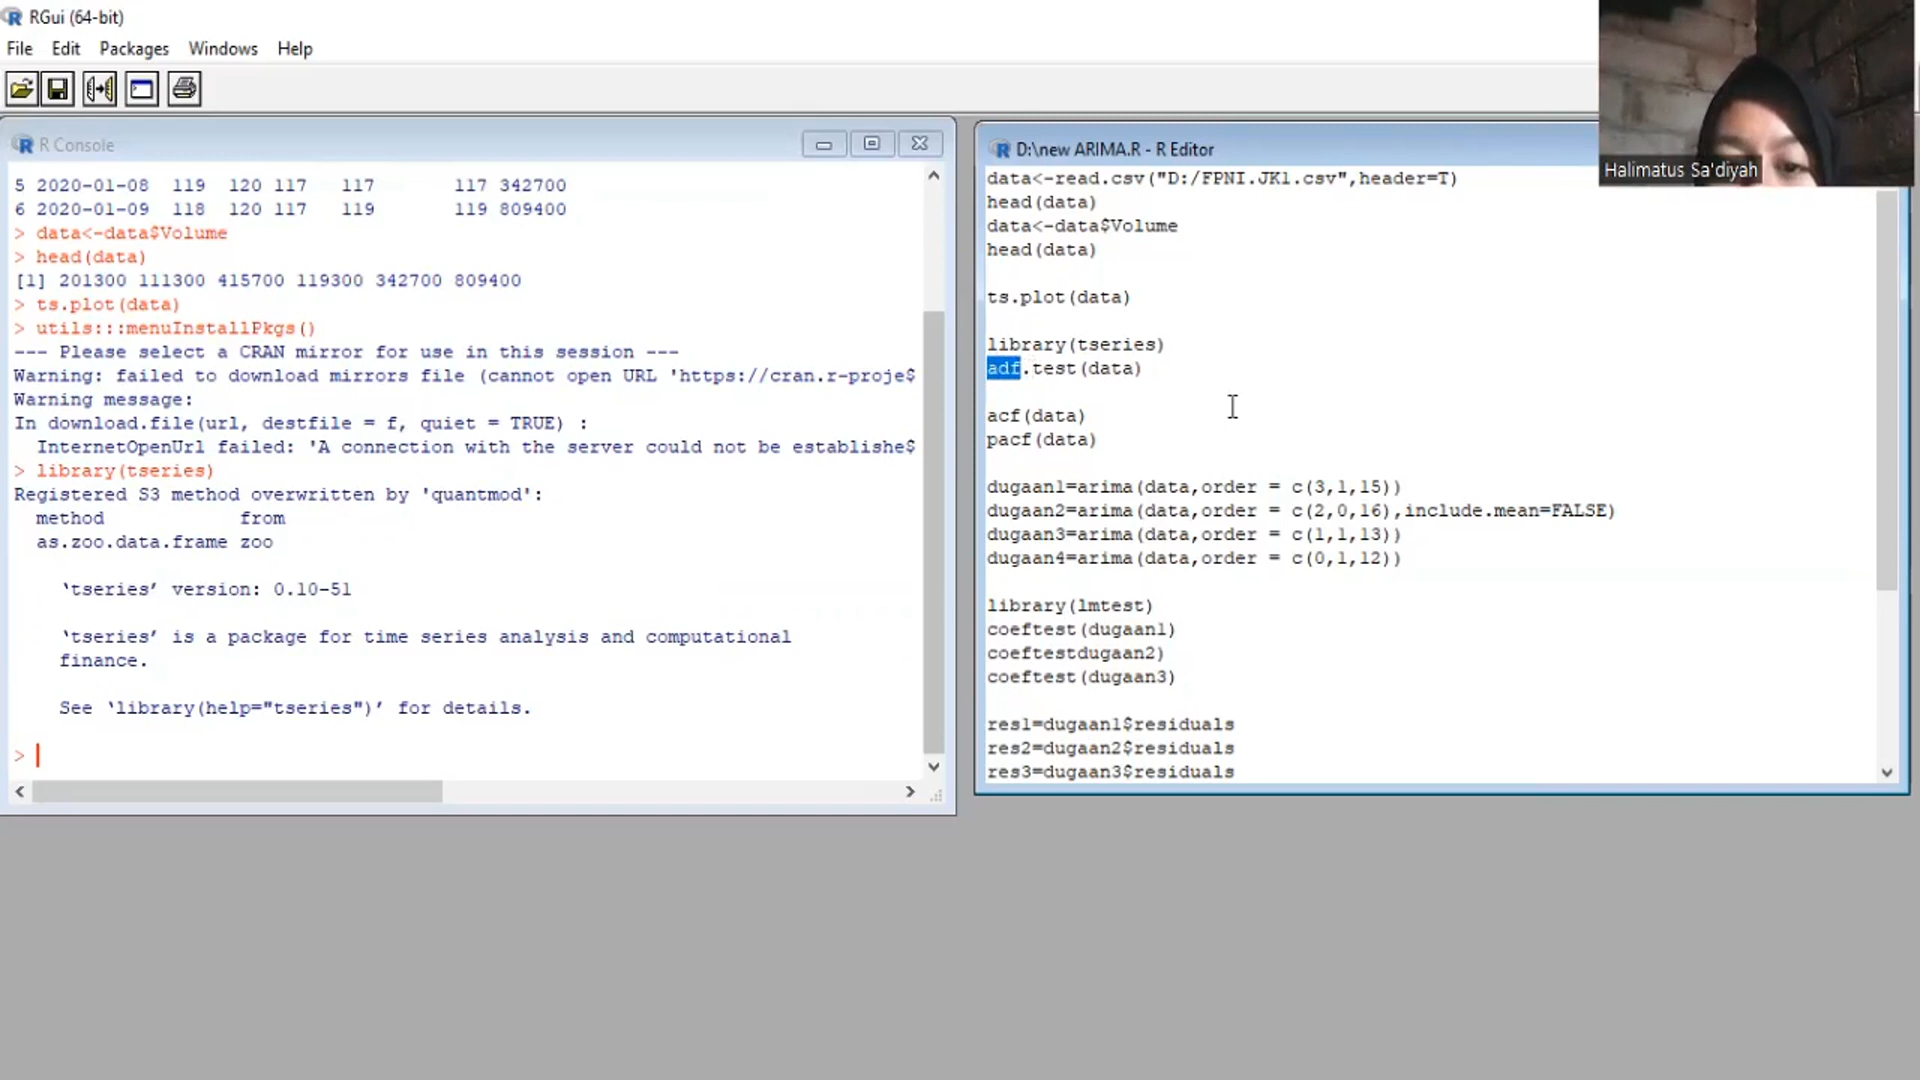 RGui (64-bit)
File Edit Packages Windows Help
R Console
5 2020-01-08 119 120 117 117 117 342700
6 2020-01-09 118 120 117 119 119 809400
> data<-data$Volume
> head(data)
[1] 201300 111300 415700 119300 342700 809400
> ts.plot(data)
> utils:::menuInstallPkgs()
--- Please select a CRAN mirror for use in this session ---
Warning: failed to download mirrors file (cannot open URL 'https://cran.r-proje$
Warning message:
In download.file(url, destfile = f, quiet = TRUE) :
InternetOpenUrl failed: 'A connection with the server could not be establishe$
> library(tseries)
Registered S3 method overwritten by 'quantmod':
method from
as.zoo.data.frame zoo
‘tseries’ version: 0.10-51
‘tseries’ is a package for time series analysis and computational
finance.
See ‘library(help="tseries")’ for details.
>
D:\new ARIMA.R - R Editor
data<-read.csv("D:/FPNI.JK1.csv",header=T)
head(data)
data<-data$Volume
head(data)
ts.plot(data)
library(tseries)
adf.test(data)
acf(data)
pacf(data)
dugaan1=arima(data,order = c(3,1,15))
dugaan2=arima(data,order = c(2,0,16),include.mean=FALSE)
dugaan3=arima(data,order = c(1,1,13))
dugaan4=arima(data,order = c(0,1,12))
library(lmtest)
coeftest(dugaan1)
coeftestdugaan2)
coeftest(dugaan3)
res1=dugaan1$residuals
res2=dugaan2$residuals
res3=dugaan3$residuals
Halimatus Sa'diyah